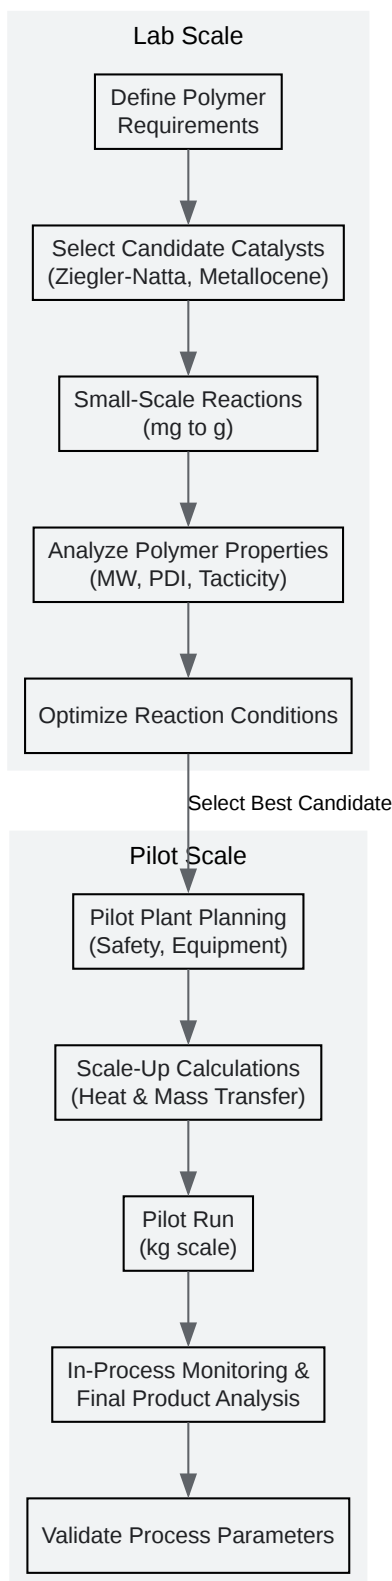 Lab Scale
Define Polymer
Requirements
Select Candidate Catalysts
(Ziegler-Natta, Metallocene)
Small-Scale Reactions
(mg to g)
Analyze Polymer Properties
(MW, PDI, Tacticity)
Optimize Reaction Conditions
Select Best Candidate
Pilot Scale
Pilot Plant Planning
(Safety, Equipment)
Scale-Up Calculations
(Heat & Mass Transfer)
Pilot Run
(kg scale)
In-Process Monitoring &
Final Product Analysis
Validate Process Parameters